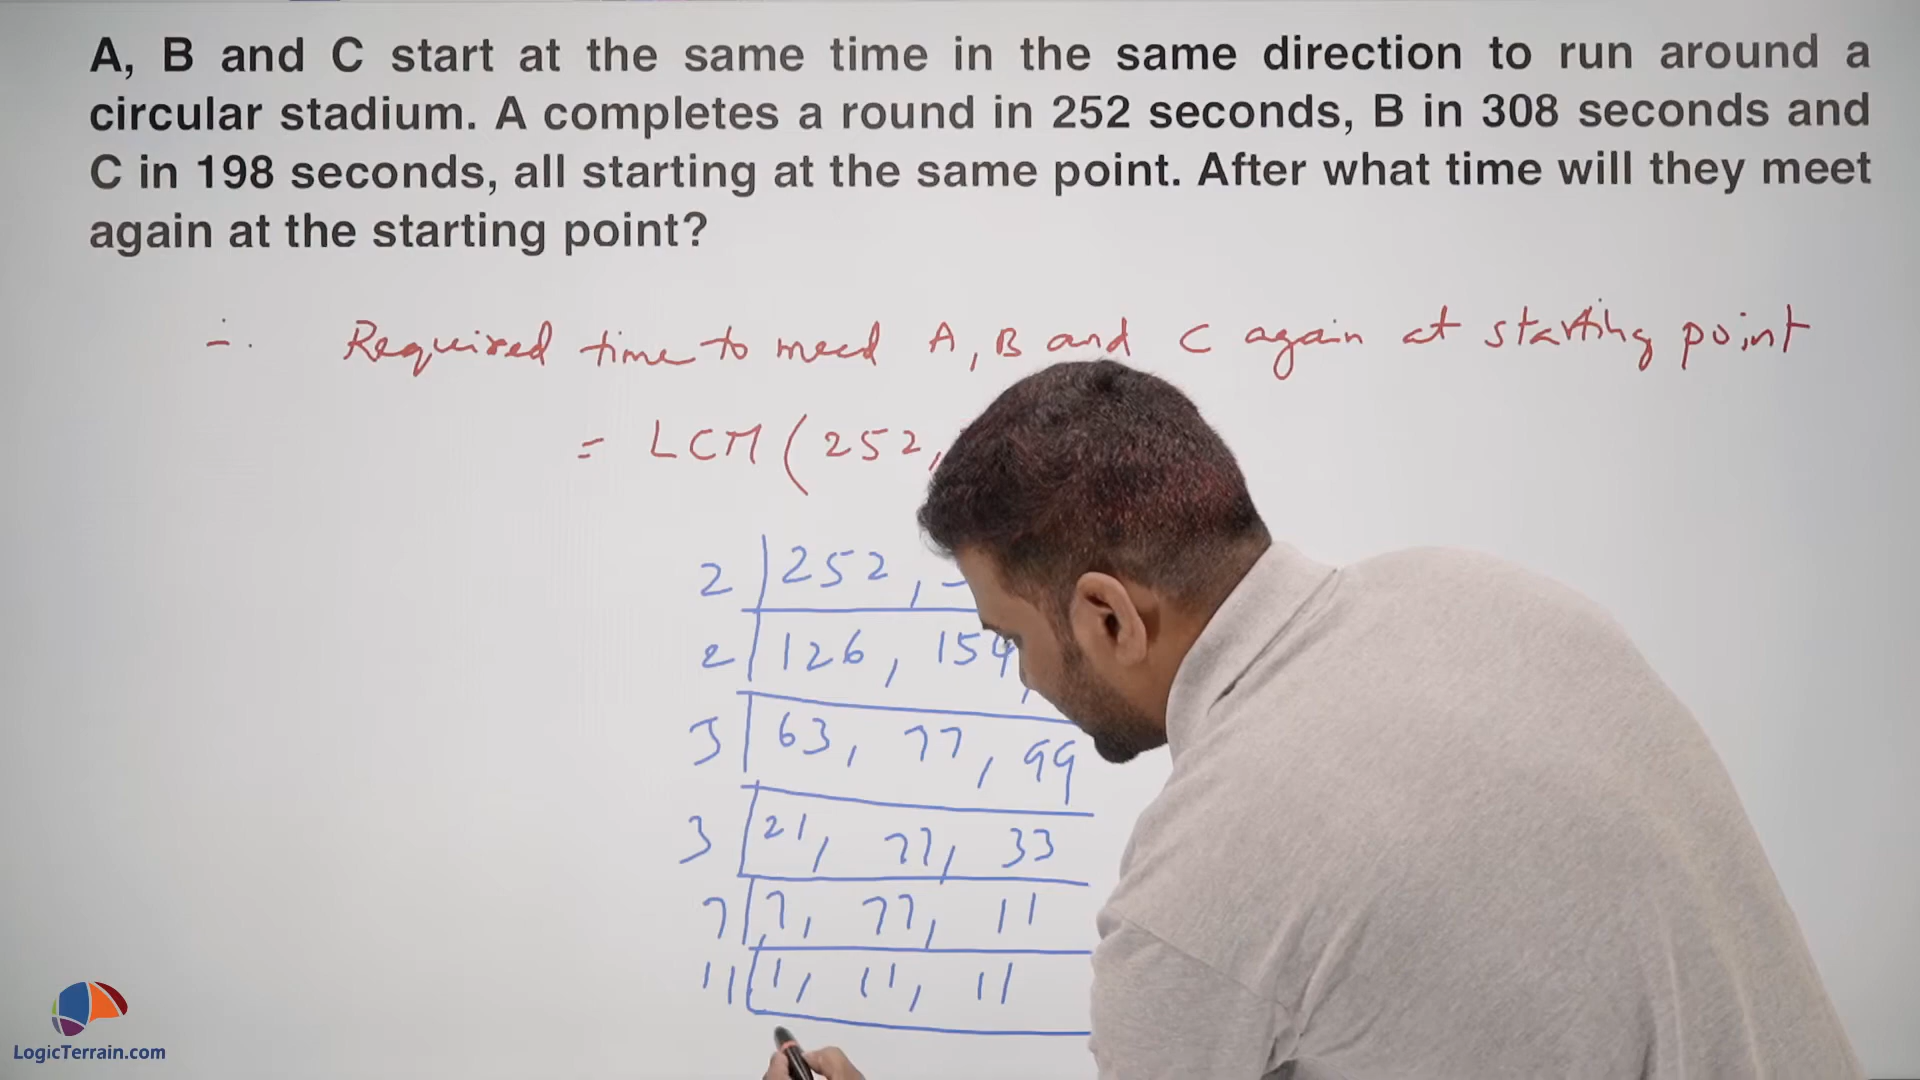 A, B and C start at the same time in the same direction to run around a
circular stadium. A completes a round in 252 seconds, B in 308 seconds and
C in 198 seconds, all starting at the same point. After what time will they meet
again at the starting point?
∴ Required time to meed A, B and C again at starting point
= LCM (252,
2 252,
2 126, 154,
3 63, 77, 99
3 21, 77, 33
7 7, 77, 11
11 1, 11, 11
LogicTerrain.com